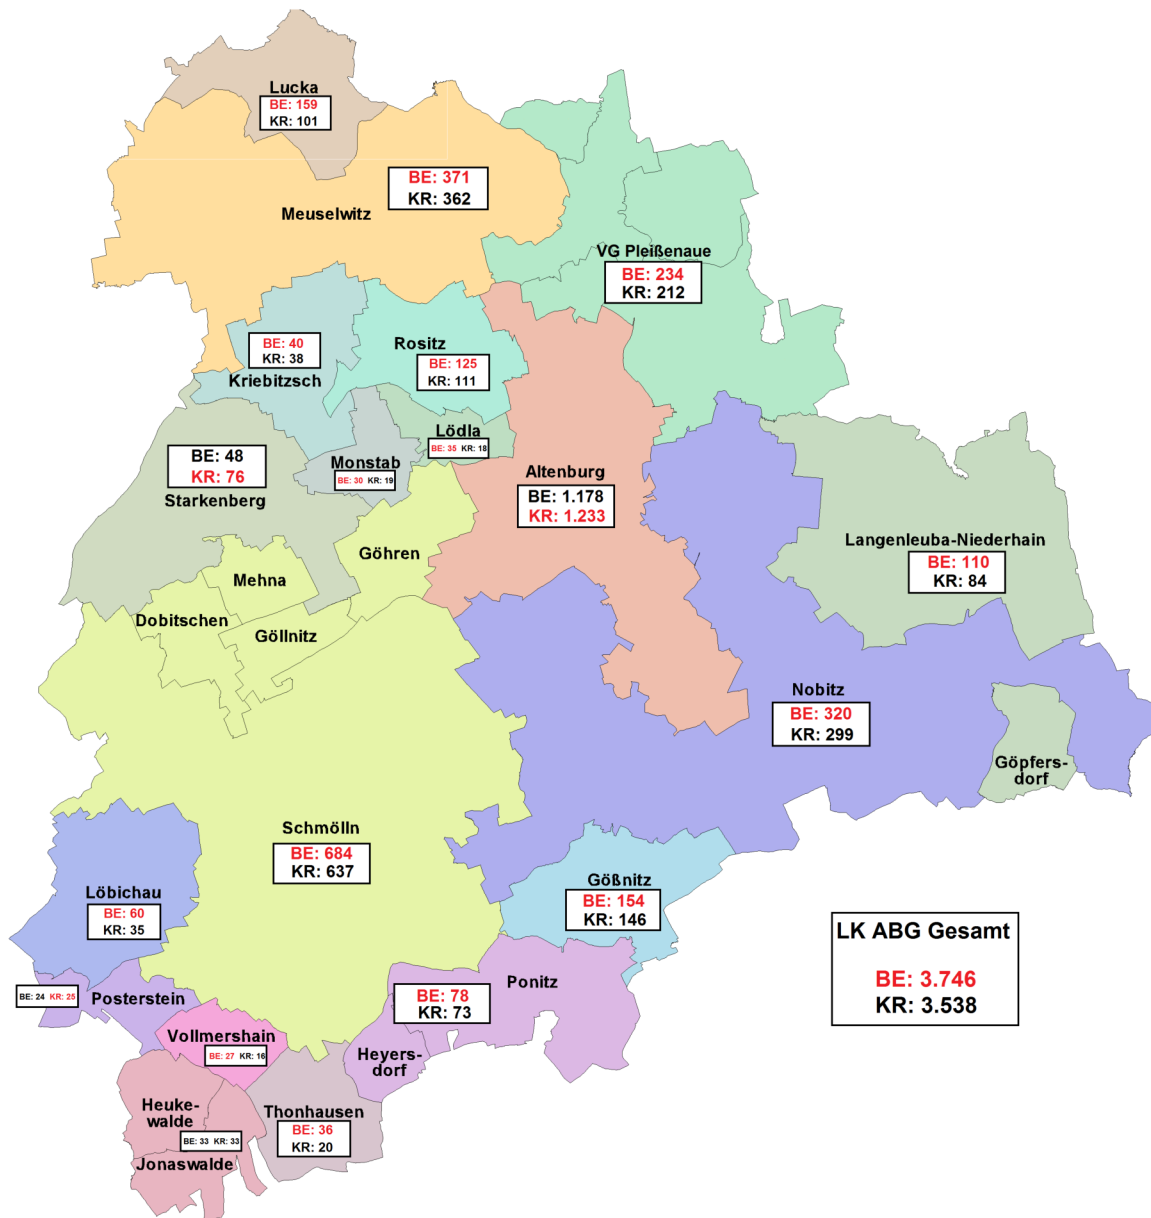 Lucka
BE: 159
KR: 101
BE: 371
KR: 362
Meuselwitz
VG Pleißenaue
BE: 234
KR: 212
BE: 40
KR: 38
Kriebitzsch
Rositz
BE: 125
KR: 111
Lödla
BE: 35 KR: 18
BE: 48
KR: 76
Starkenberg
Monstab
BE: 30 KR: 19
Altenburg
BE: 1.178
KR: 1.233
Langenleuba-Niederhain
BE: 110
KR: 84
Göhren
Mehna
Dobitschen
Göllnitz
Nobitz
BE: 320
KR: 299
Göpfers-
dorf
Schmölln
BE: 684
KR: 637
Gößnitz
BE: 154
KR: 146
Löbichau
BE: 60
KR: 35
LK ABG Gesamt
BE: 3.746
KR: 3.538
BE: 24 KR: 25
Posterstein
Ponitz
BE: 78
KR: 73
Vollmershain
BE: 27 KR: 16
Heyers-
dorf
Heuke-
walde
BE: 33 KR: 33
Jonaswalde
Thonhausen
BE: 36
KR: 20